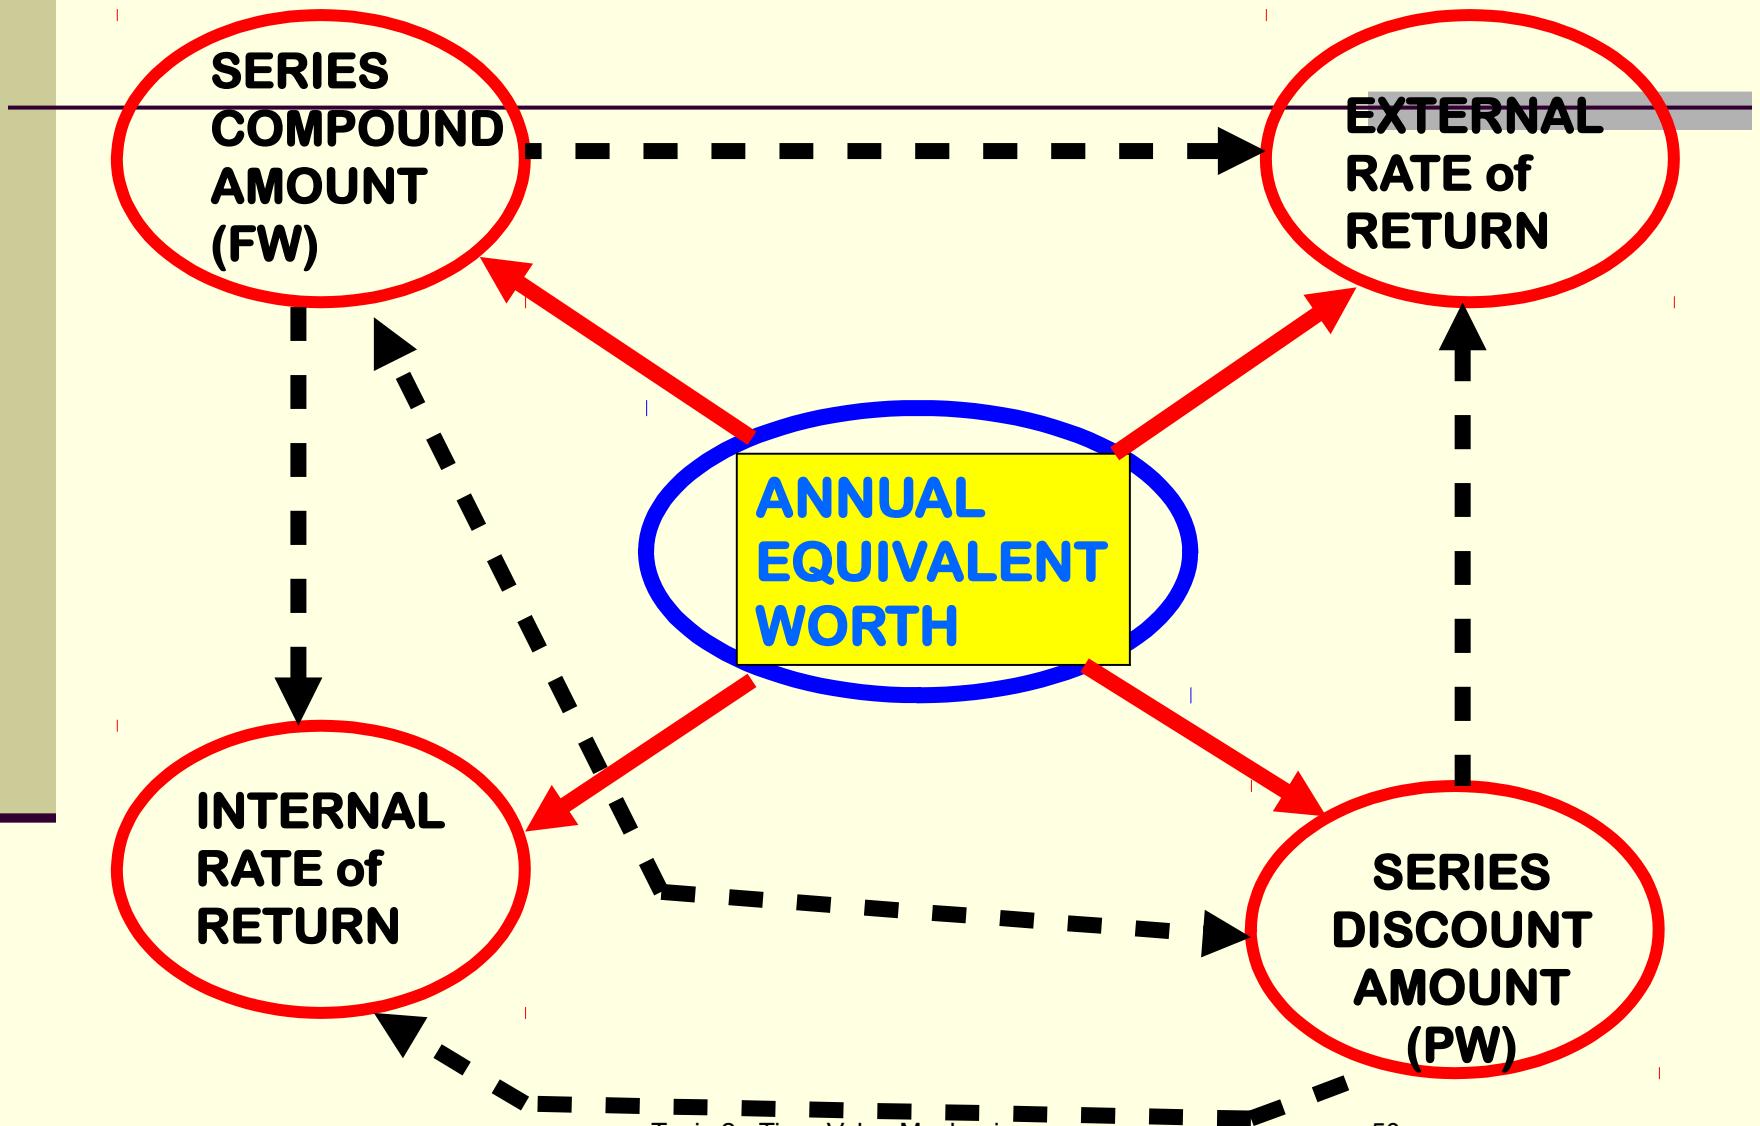 SERIES
COMPOUND
AMOUNT
(FW)
EXTERNAL
RATE of
RETURN
ANNUAL
EQUIVALENT
WORTH
INTERNAL
RATE of
RETURN
SERIES
DISCOUNT
AMOUNT
(PW)